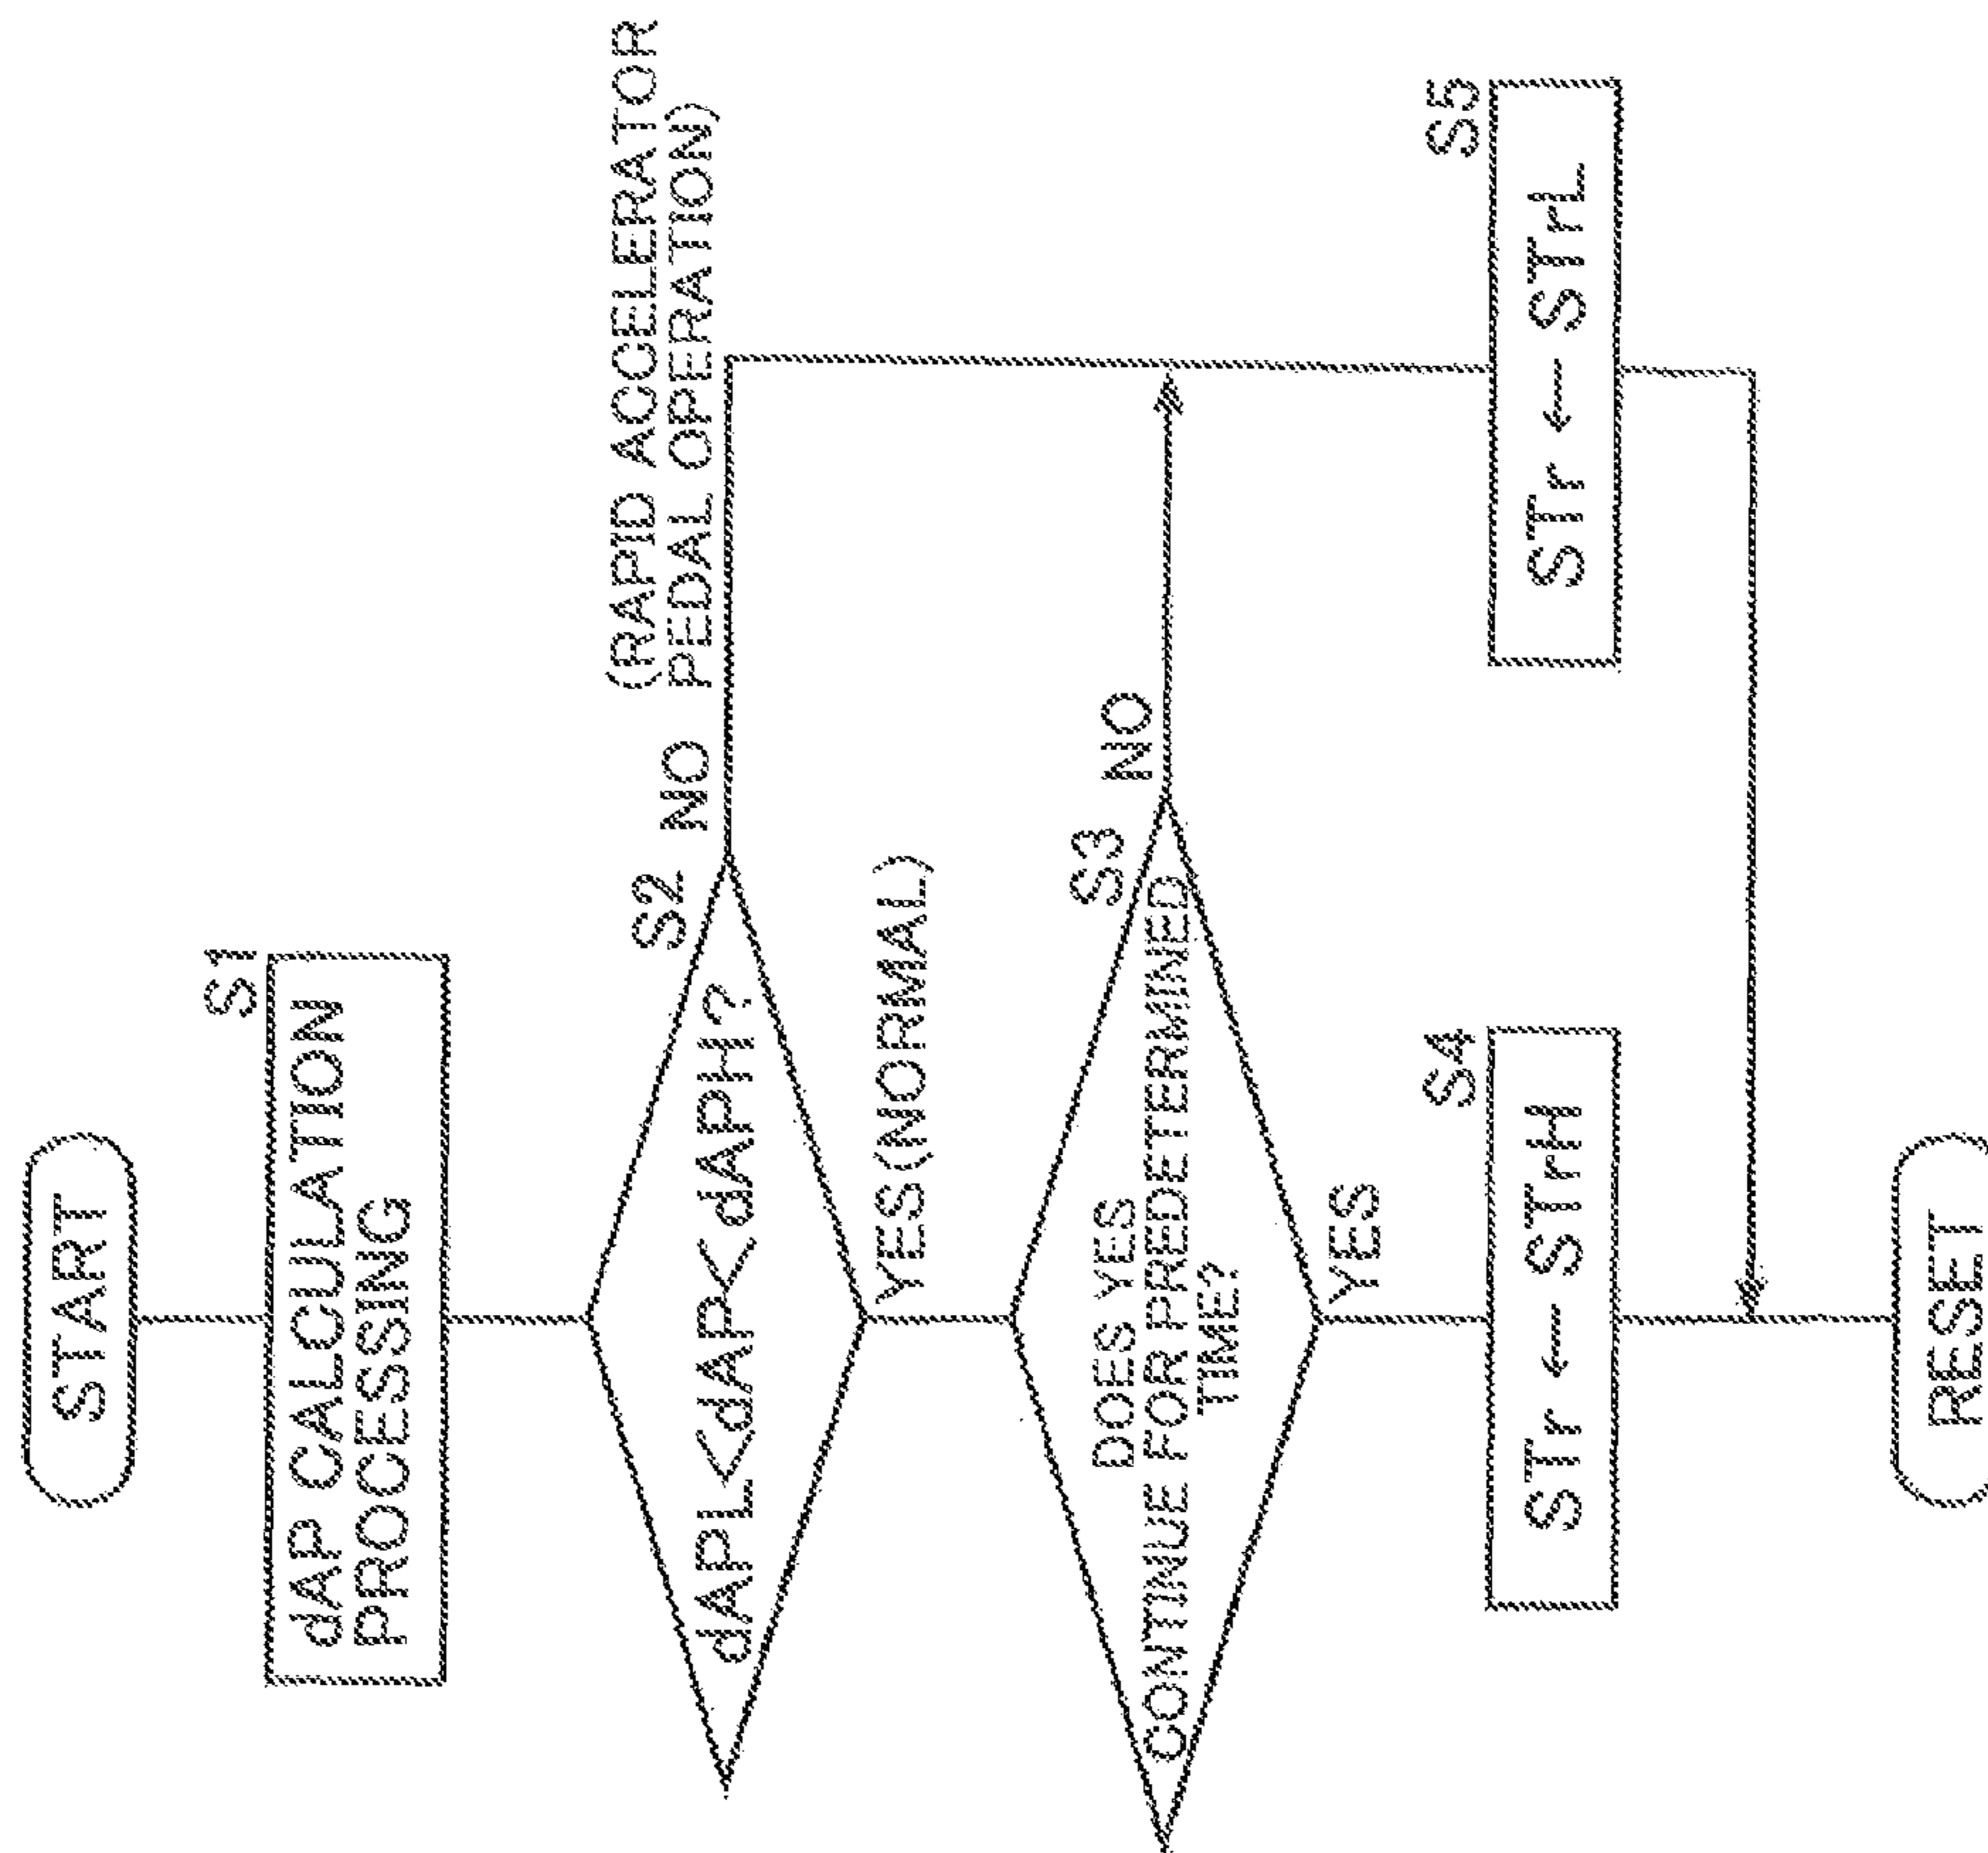 START
S1
dAP CALCULATION
PROCESSING
S2
NO
(RAPID ACCELERATOR
PEDAL OPERATION)
dAPL<dAP<dAPH?
YES(NORMAL)
S3
NO
DOES YES
CONTINUE FOR PREDETERMINED
TIME?
YES
S4
STr ← STrH
S5
STr ← STrL
RESET